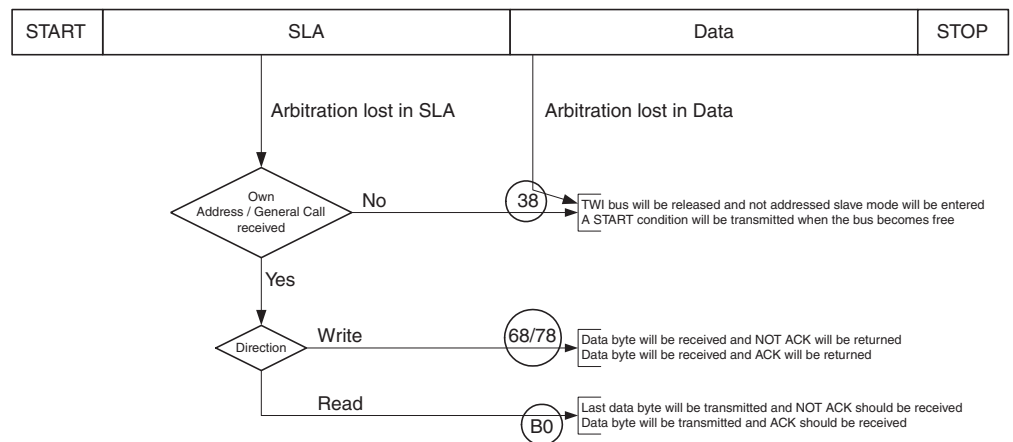 START SLA Data STOP
Arbitration lost in SLA Arbitration lost in Data
Own
Address / General Call
received
No
38
TWI bus will be released and not addressed slave mode will be entered
A START condition will be transmitted when the bus becomes free
Yes
Direction
Write
68/78
Data byte will be received and NOT ACK will be returned
Data byte will be received and ACK will be returned
Read
B0
Last data byte will be transmitted and NOT ACK should be received
Data byte will be transmitted and ACK should be received